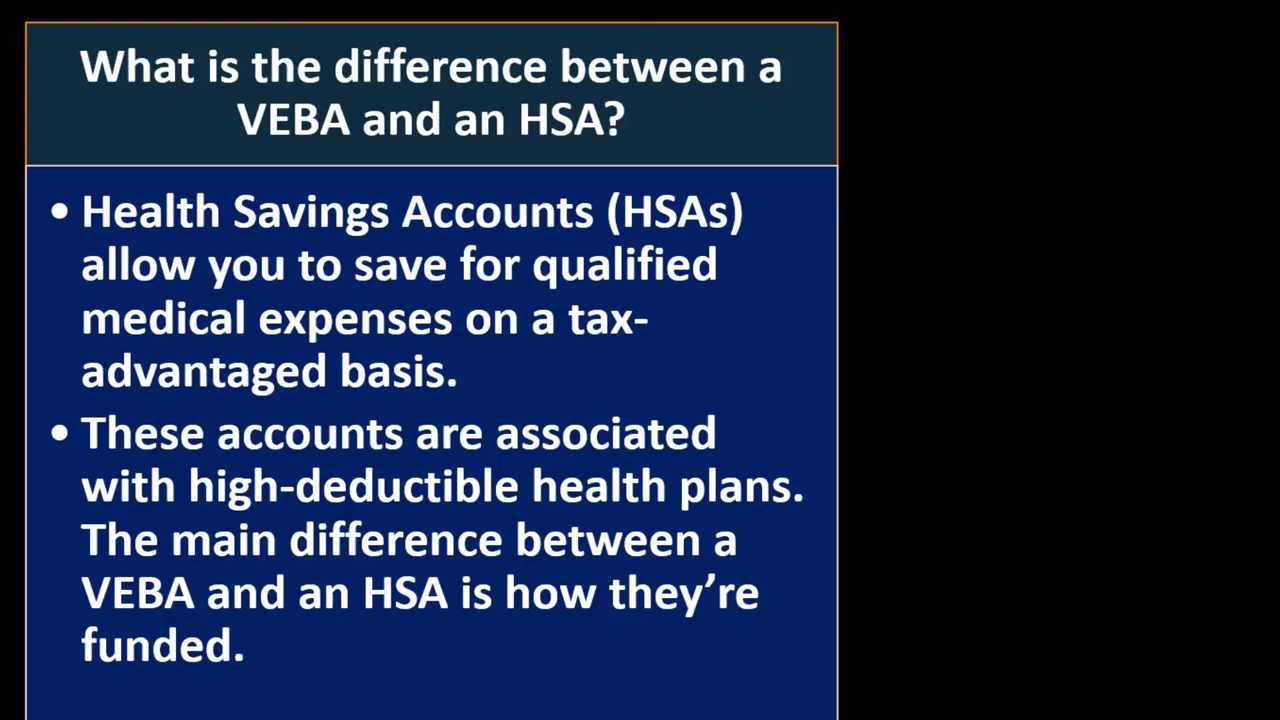 What is the difference between a
VEBA and an HSA?
• Health Savings Accounts (HSAs)
allow you to save for qualified
medical expenses on a tax-
advantaged basis.
• These accounts are associated
with high-deductible health plans.
The main difference between a
VEBA and an HSA is how they’re
funded.